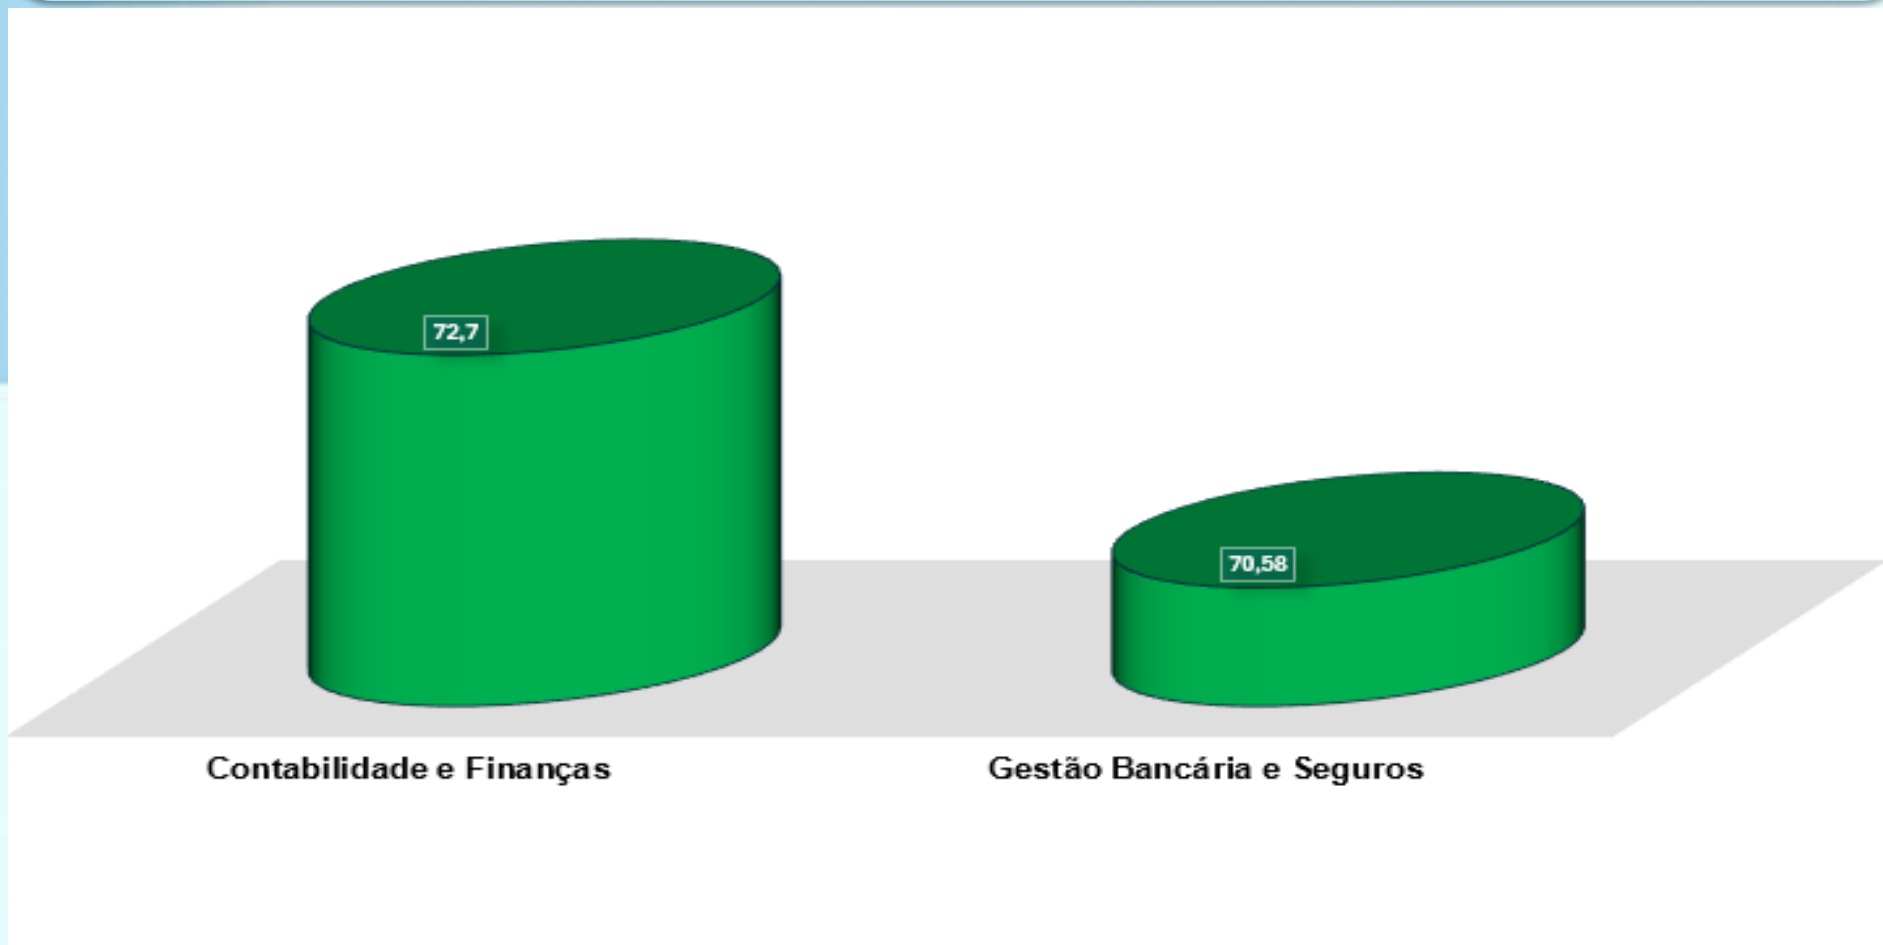 72,7
70,58
Contabilidade e Finanças
Gestão Bancária e Seguros